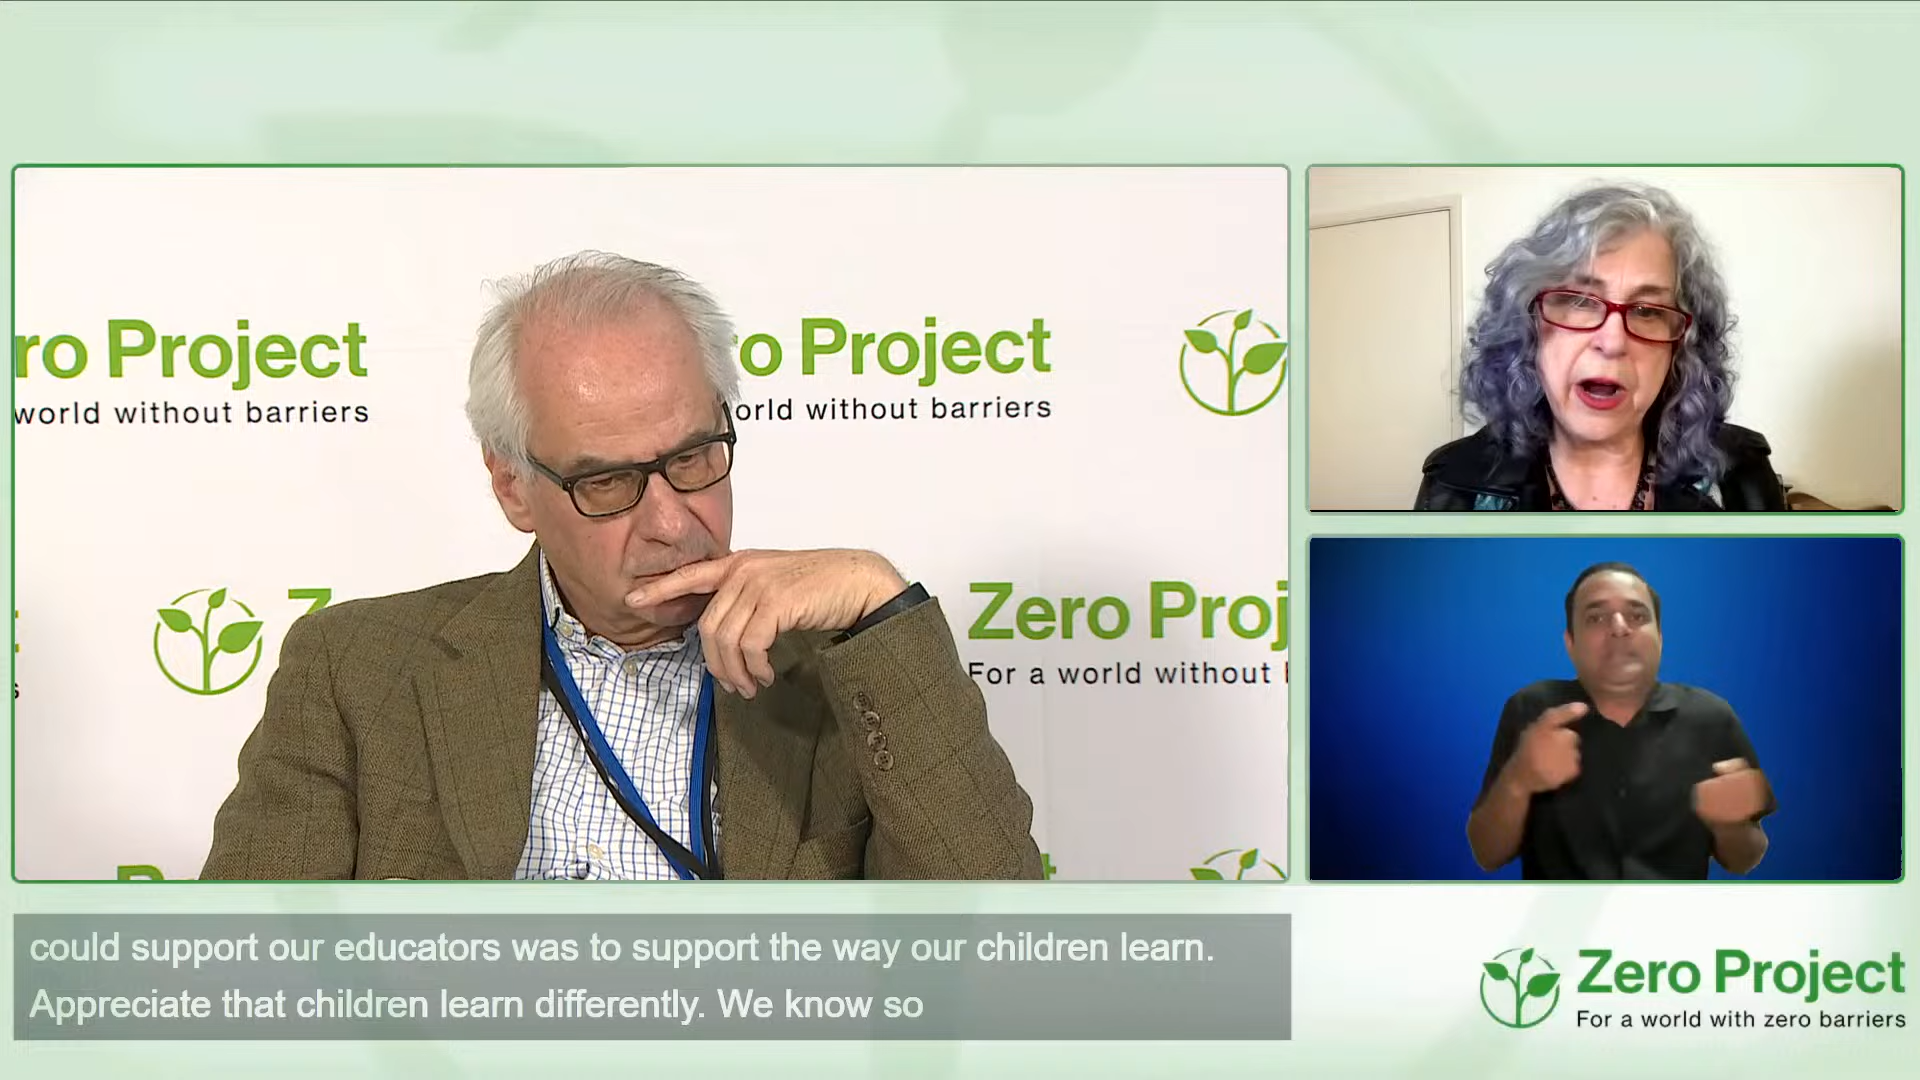 ro Project
world without barriers
ro Project
orld without barriers
Zero Proj
For a world without
could support our educators was to support the way our children learn.
Appreciate that children learn differently. We know so
Zero Project
For a world with zero barriers